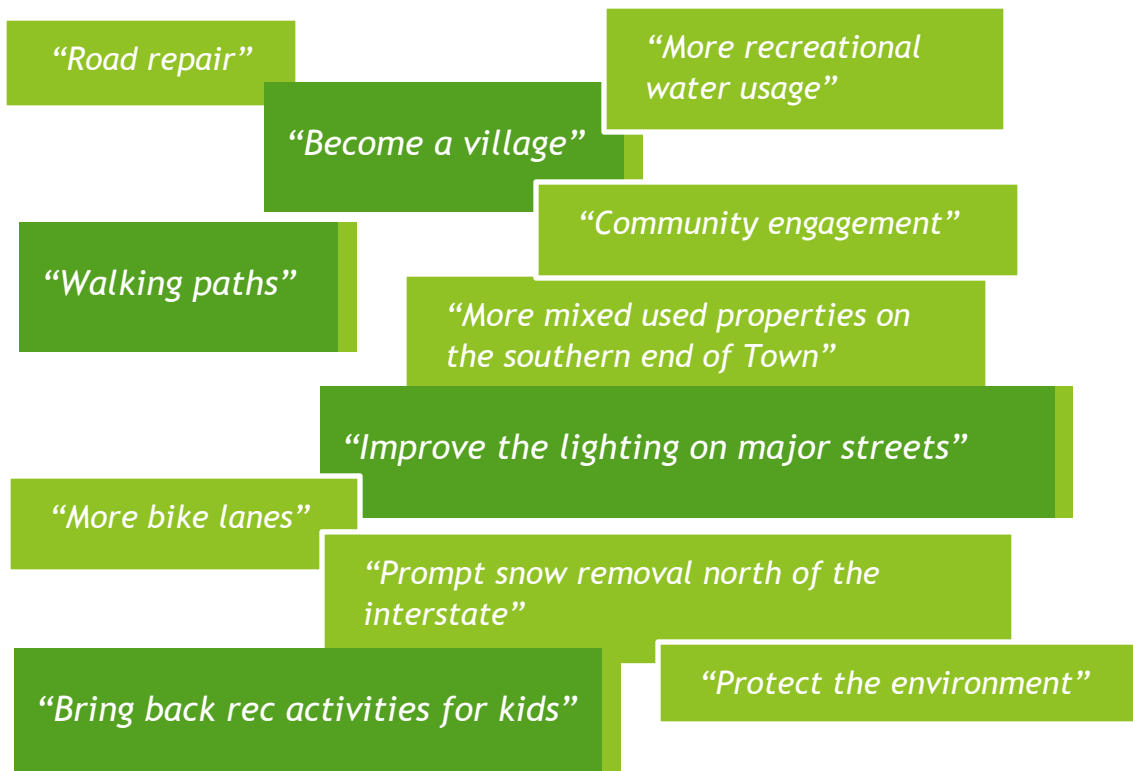 “Road repair”
“More recreational
water usage”
“Become a village”
“Community engagement”
“Walking paths”
“More mixed used properties on
the southern end of Town”
“Improve the lighting on major streets”
“More bike lanes”
“Prompt snow removal north of the
interstate”
“Protect the environment”
“Bring back rec activities for kids”